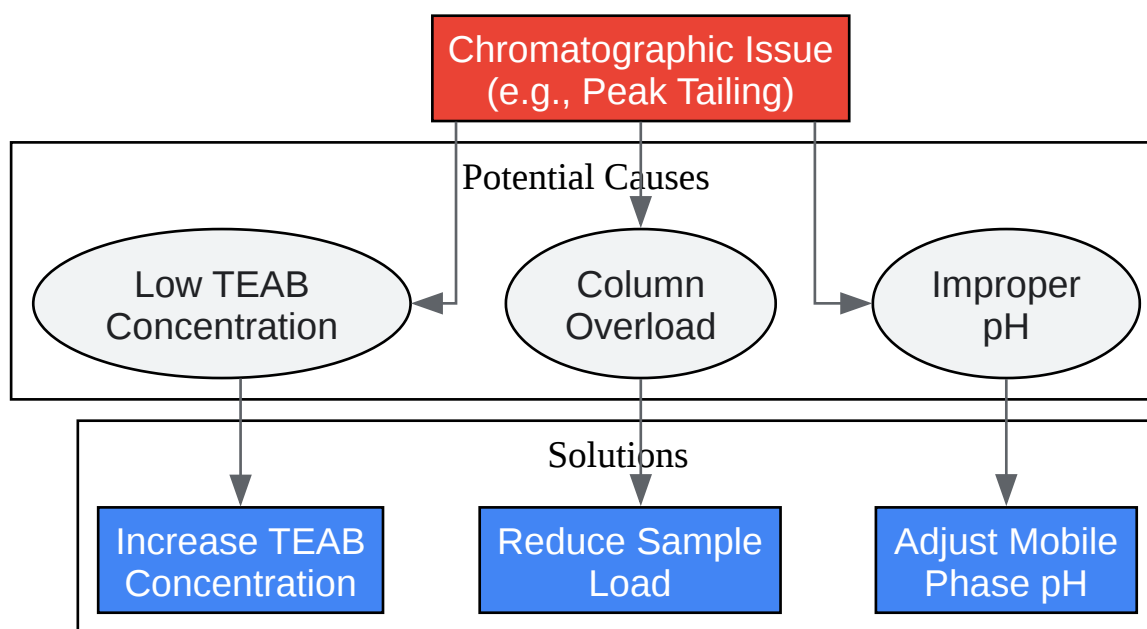 Chromatographic Issue
(e.g., Peak Tailing)
Potential Causes
Low TEAB
Concentration
Column
Overload
Improper
pH
Solutions
Increase TEAB
Concentration
Reduce Sample
Load
Adjust Mobile
Phase pH